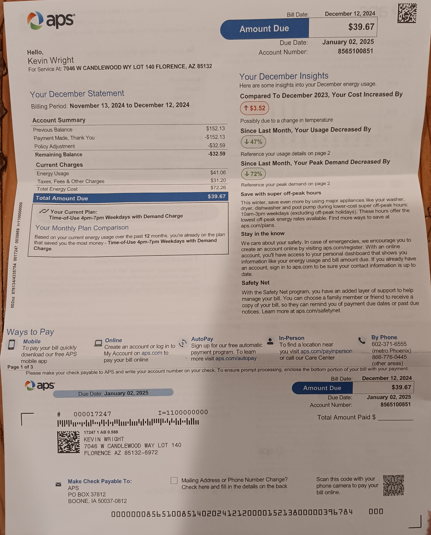 aps
Bill Date: December 12, 2024
Amount Due $39.67
Due Date: January 02, 2025
Account Number: 8565100851
Hello,
Kevin Wright
For Service At: 7046 W CANDLEWOOD WY LOT 140 FLORENCE, AZ 85132
Your December Statement
Billing Period: November 13, 2024 to December 12, 2024
Account Summary
Previous Balance $152.13
Payment Made, Thank You -$152.13
Policy Adjustment -$32.59
Remaining Balance -$32.59
Current Charges
Energy Usage $41.06
Taxes, Fees & Other Charges $31.20
Total Energy Cost $72.26
Total Amount Due $39.67
Your Current Plan:
Time-of-Use 4pm-7pm Weekdays with Demand Charge
Your Monthly Plan Comparison
Based on your current energy usage over the past 12 months, you're already on the plan
that saved you the most - Time-of-Use 4pm-7pm Weekdays with Demand
Charge.
Your December Insights
Here are some insights into your December energy usage.
Compared To December 2023, Your Cost Increased By
↑ $3.52
Possibly due to a change in temperature
Since Last Month, Your Usage Decreased By
↓ 47%
Reference your usage details on page 2
Since Last Month, Your Peak Demand Decreased By
↓ 72%
Reference peak demand on page 2
Save with super off-peak hours
This winter, save even more by using major appliances like your washer,
dryer, dishwasher and pool pump during lower-cost super off-peak hours:
10am-3pm weekdays (excluding off-peak holidays). These hours offer the
lowest off-peak energy rates available. Find more ways to save at
aps.com/plans.
Stay in the know
We care about your safety. In case of emergencies, we encourage you to
create an account online by visiting aps.com/register. With an online
account, you'll have access to your personal dashboard that shows you
information like your energy usage and bill amount due. If you already have
an account, sign in to aps.com to be sure your contact information is up to
date.
Safety Net
With the Safety Net program, you have an added layer of support to help
manage your bill. You can choose a family member or friend to receive a
copy of your bill, so they can remind you of payment due dates or past due
notices. Learn more at aps.com/safetynet.
Ways to Pay
Mobile
To pay your bill quickly
download our free APS
mobile app
Online
Create an account or log in to
My Account on aps.com to
pay your bill online
AutoPay
Sign up for our free automatic
payment program. To learn
more visit aps.com/autopay
In-Person
To find a location near
you visit aps.com/payinperson
or call our Care Center
By Phone
602-371-6555
(metro Phoenix)
(other areas)
Page 1 of 3
Please make check payable to APS and write your account number on your check. To ensure prompt processing, enclose the bottom portion of your bill with payment.
aps
Due Date: January 02, 2025
Bill Date: December 12, 2024
Amount Due $39.67
Due Date: January 02, 2025
Account Number: 8565100851
Total Amount Paid $
# 000017247 I=1100000000
KEVIN WRIGHT
7046 W CANDLEWOOD WAY LOT 140
FLORENCE AZ 85132-6972
Make Check Payable To:
APS
PO BOX 37812
BOONE, IA 50037-0812
Mailing Address or Phone Number Change?
Check here and fill in the details on the back
Scan this code with your
phone camera to pay your
bill online.